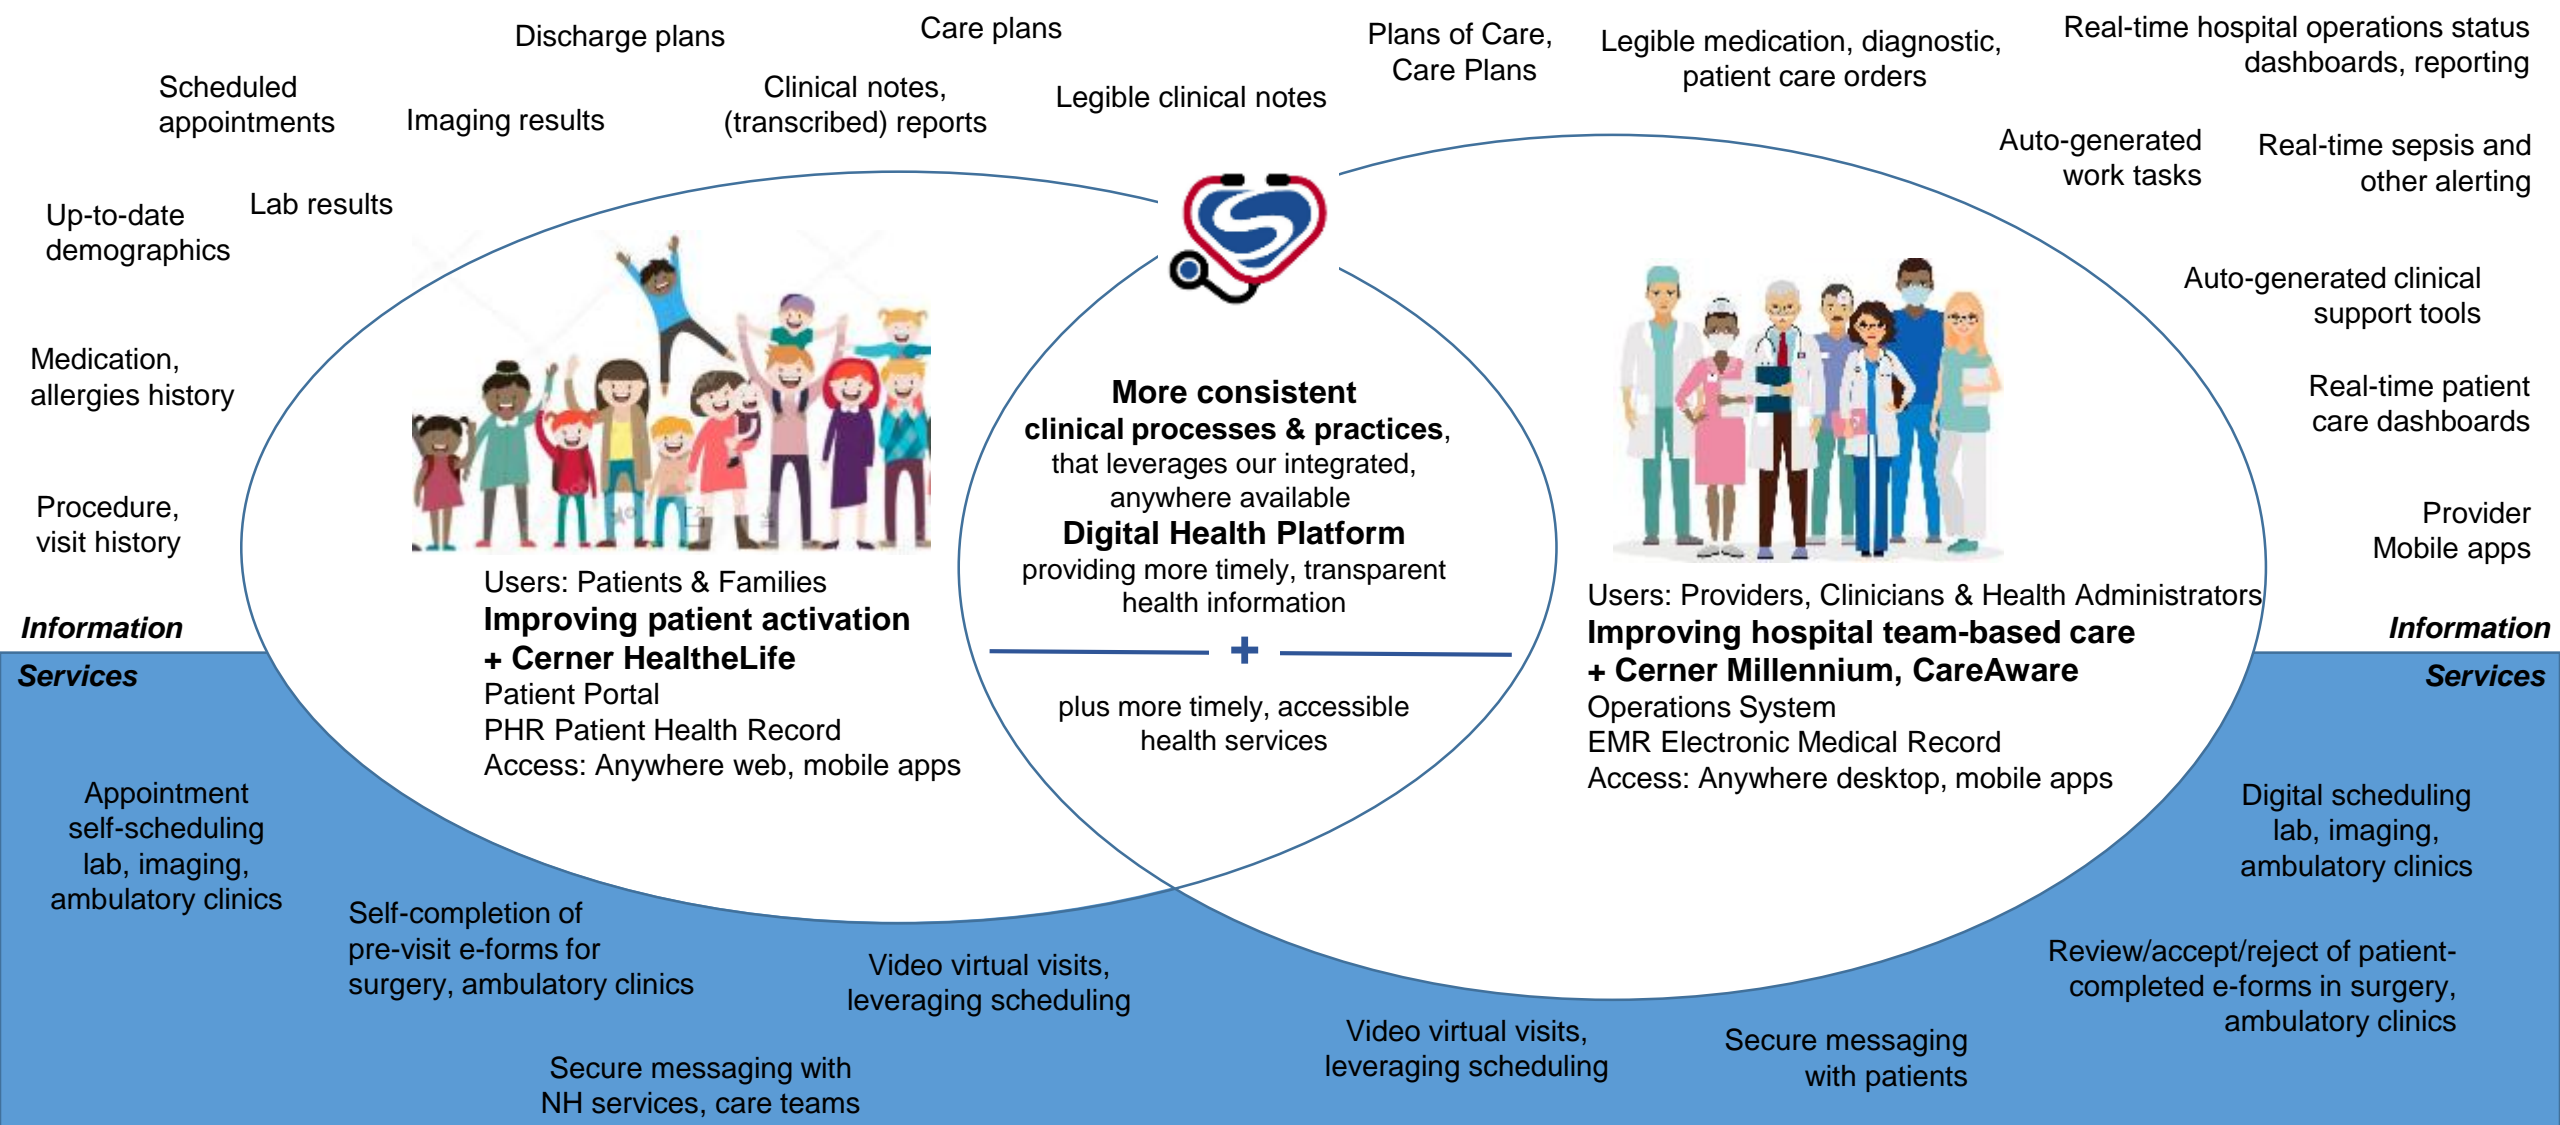 Discharge plans
Care plans
Scheduled
appointments
Imaging results
Clinical notes,
(transcribed) reports
Legible clinical notes
Lab results
Up-to-date
demographics
Medication,
allergies history
Procedure,
visit history
Information
Services
Plans of Care,
Care Plans
Legible medication, diagnostic,
patient care orders
Real-time hospital operations status
dashboards, reporting
Auto-generated
work tasks
Real-time sepsis and
other alerting
Auto-generated clinical
support tools
Real-time patient
care dashboards
Provider
Mobile apps
Information
Services
Users: Patients & Families
Improving patient activation
+ Cerner HealtheLife
Patient Portal
PHR Patient Health Record
Access: Anywhere web, mobile apps
More consistent
clinical processes & practices,
that leverages our integrated,
anywhere available
Digital Health Platform
providing more timely, transparent
health information
+
plus more timely, accessible
health services
Users: Providers, Clinicians & Health Administrators
Improving hospital team-based care
+ Cerner Millennium, CareAware
Operations System
EMR Electronic Medical Record
Access: Anywhere desktop, mobile apps
Appointment
self-scheduling
lab, imaging,
ambulatory clinics
Self-completion of
pre-visit e-forms for
surgery, ambulatory clinics
Video virtual visits,
leveraging scheduling
Secure messaging with
NH services, care teams
Video virtual visits,
leveraging scheduling
Secure messaging
with patients
Digital scheduling
lab, imaging,
ambulatory clinics
Review/accept/reject of patient-
completed e-forms in surgery,
ambulatory clinics